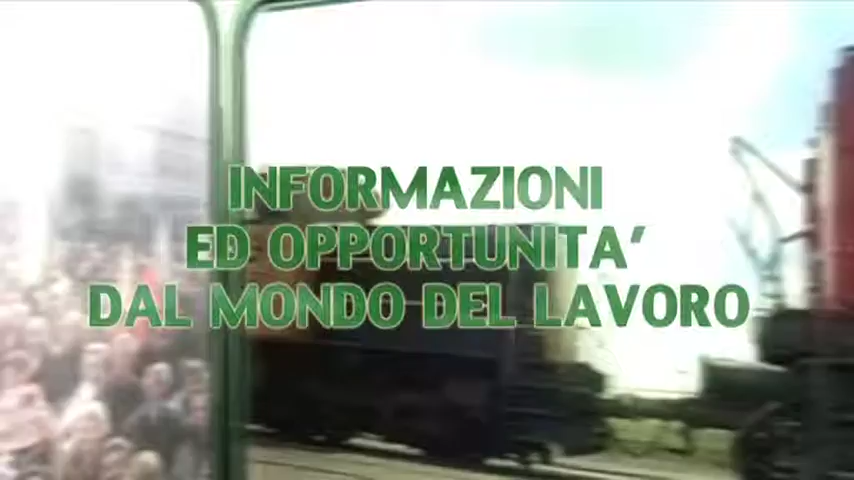 INFORMAZIONI
ED OPPORTUNITA'
DAL MONDO DEL LAVORO